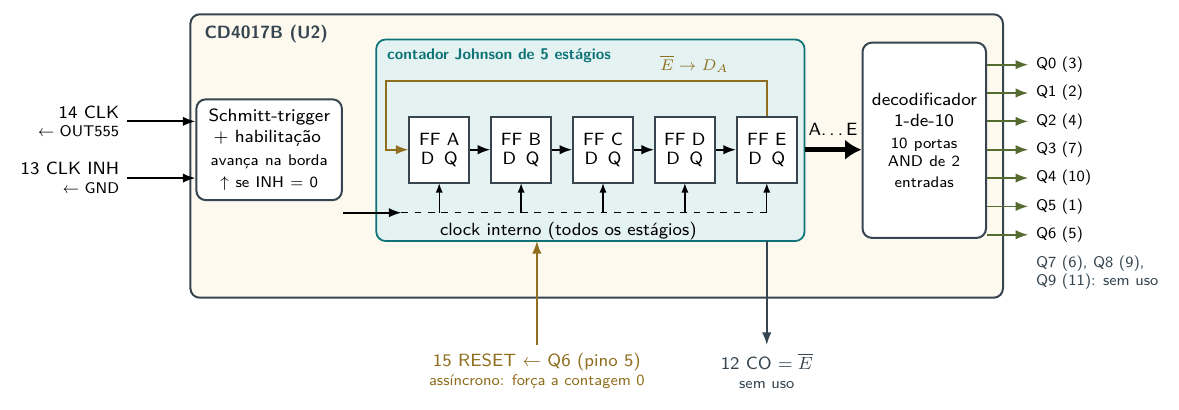 CD4017B (U2)
contador Johnson de 5 estágios
E̅ → D_A
14 CLK
← OUT555
13 CLK INH
← GND
Schmitt-trigger
+ habilitação
avança na borda
↑ se INH = 0
FF A
D Q
FF B
D Q
FF C
D Q
FF D
D Q
FF E
D Q
clock interno (todos os estágios)
A...E
decodificador
1-de-10
10 portas
AND de 2
entradas
Q0 (3)
Q1 (2)
Q2 (4)
Q3 (7)
Q4 (10)
Q5 (1)
Q6 (5)
Q7 (6), Q8 (9),
Q9 (11): sem uso
15 RESET ← Q6 (pino 5)
assíncrono: força a contagem 0
12 CO = E̅
sem uso